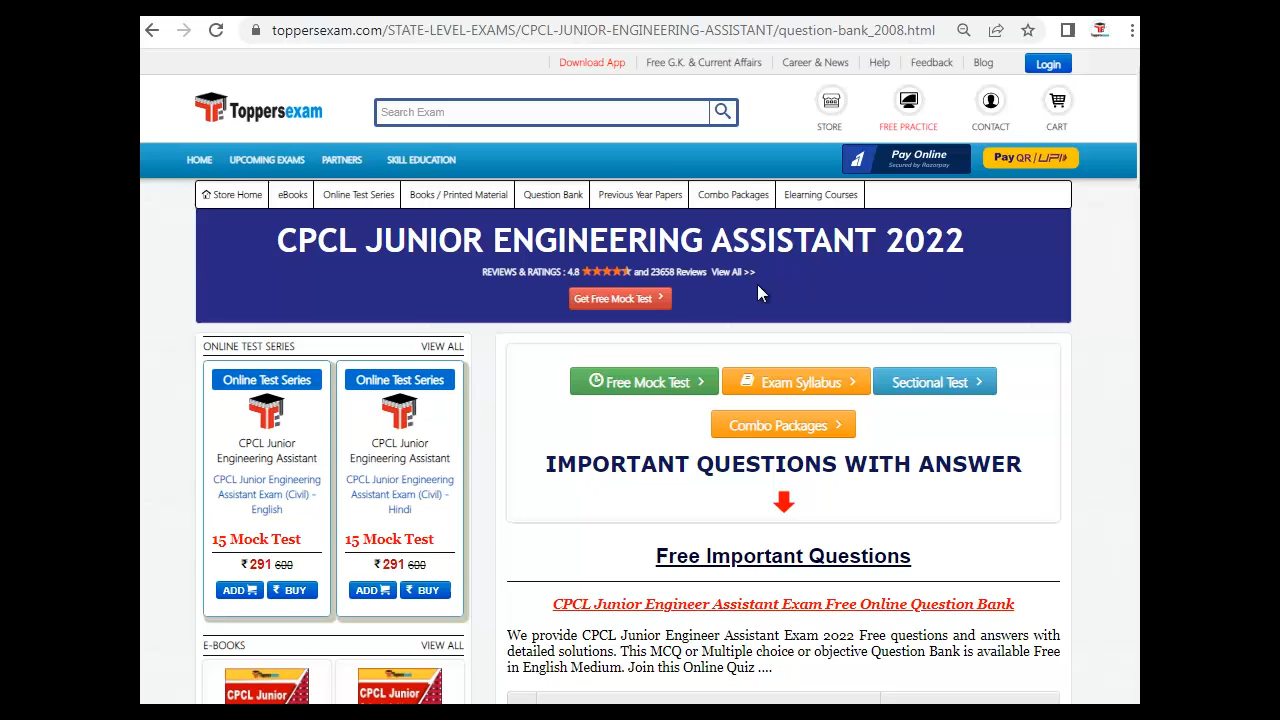 toppersexam.com/STATE-LEVEL-EXAMS/CPCL-JUNIOR-ENGINEERING-ASSISTANT/question-bank_2008.html
Download App Free G.K. & Current Affairs Career & News Help Feedback Blog Login
Toppersexam
Search Exam
STORE FREE PRACTICE CONTACT CART
HOME UPCOMING EXAMS PARTNERS SKILL EDUCATION
Pay Online
Secured by Razorpay
Pay QR / UPI
Store Home eBooks Online Test Series Books / Printed Material Question Bank Previous Year Papers Combo Packages Elearning Courses
CPCL JUNIOR ENGINEERING ASSISTANT 2022
REVIEWS & RATINGS : 4.8 and 23658 Reviews View All >>
Get Free Mock Test
ONLINE TEST SERIES VIEW ALL
Online Test Series
CPCL Junior
Engineering Assistant
CPCL Junior Engineering
Assistant Exam (Civil) -
English
15 Mock Test
₹ 291 600
ADD ₹ BUY
Online Test Series
CPCL Junior
Engineering Assistant
CPCL Junior Engineering
Assistant Exam (Civil) -
Hindi
15 Mock Test
₹ 291 600
ADD ₹ BUY
E-BOOKS VIEW ALL
Toppersexam
CPCL Junior
Toppersexam
CPCL Junior
Free Mock Test Exam Syllabus Sectional Test
Combo Packages
IMPORTANT QUESTIONS WITH ANSWER
Free Important Questions
CPCL Junior Engineer Assistant Exam Free Online Question Bank
We provide CPCL Junior Engineer Assistant Exam 2022 Free questions and answers with
detailed solutions. This MCQ or Multiple choice or objective Question Bank is available Free
in English Medium. Join this Online Quiz ....